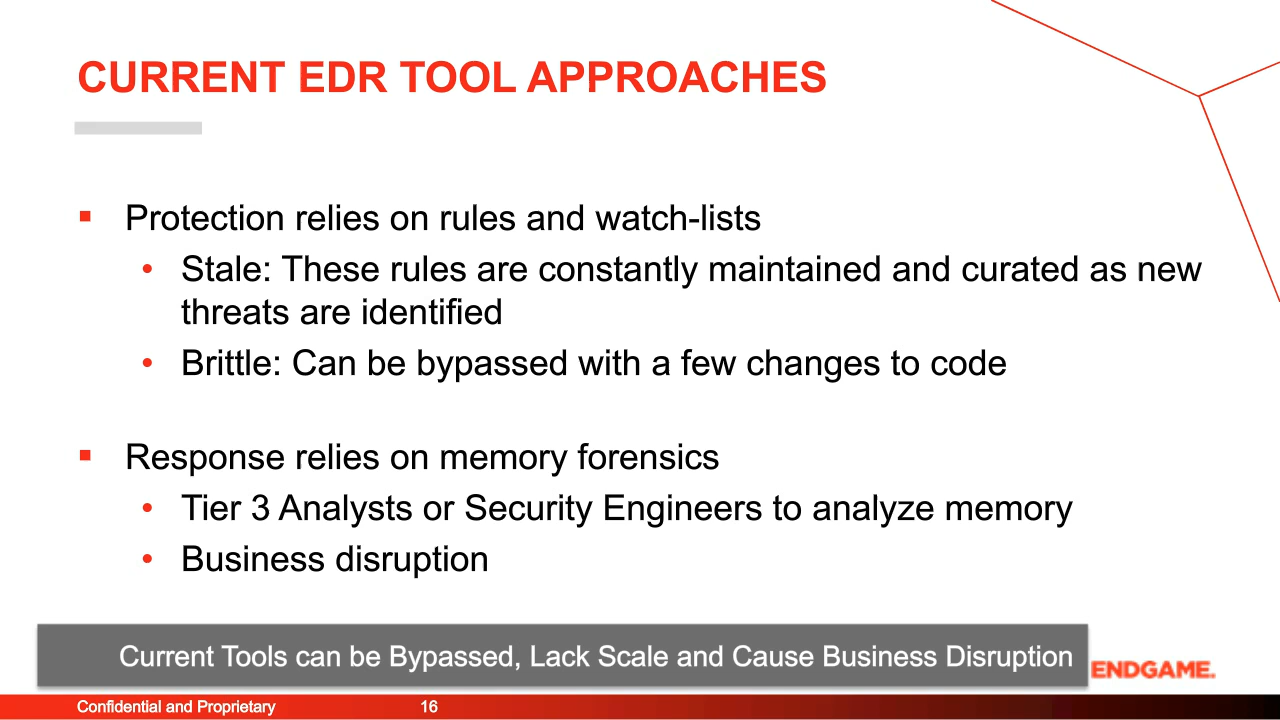 CURRENT EDR TOOL APPROACHES
Protection relies on rules and watch-lists
Stale: These rules are constantly maintained and curated as new
threats are identified
Brittle: Can be bypassed with a few changes to code
Response relies on memory forensics
Tier 3 Analysts or Security Engineers to analyze memory
Business disruption
Current Tools can be Bypassed, Lack Scale and Cause Business Disruption
ENDGAME.
Confidential and Proprietary
16